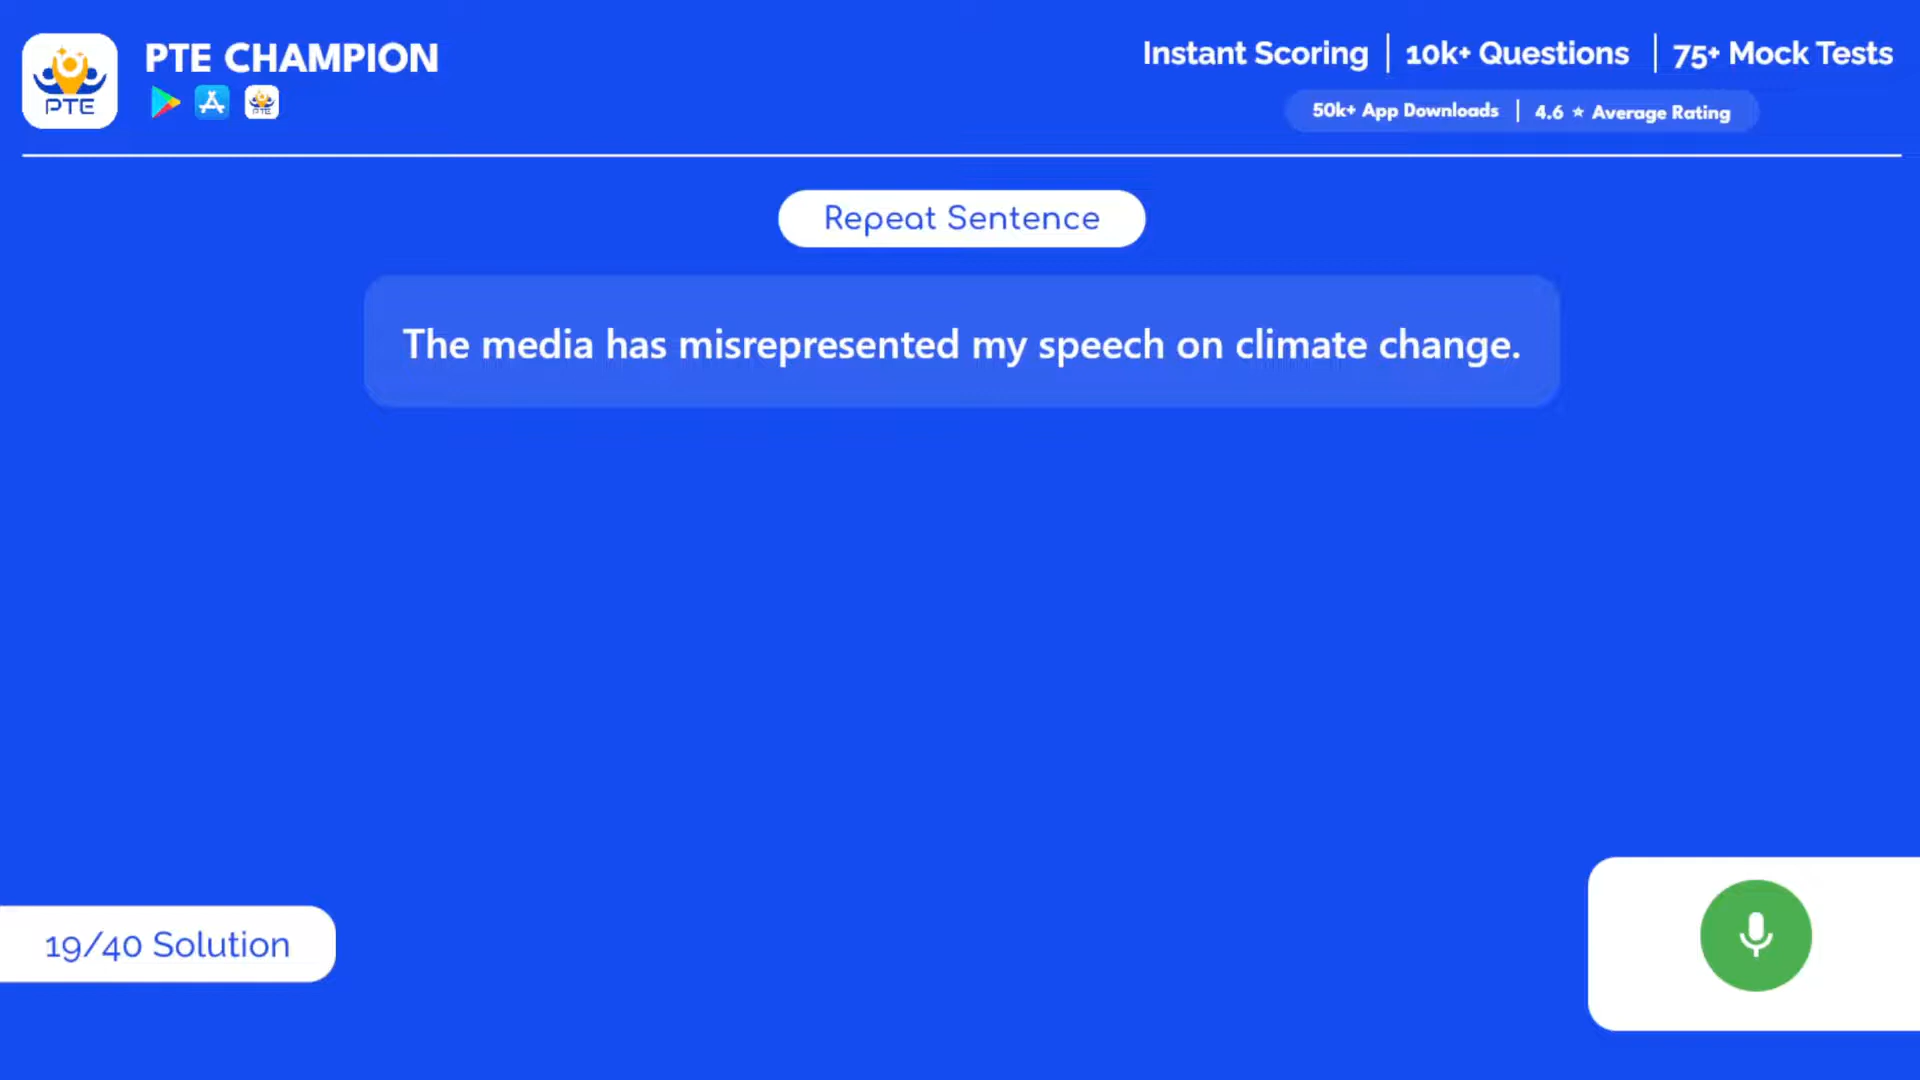 PTE CHAMPION
PTE
PTE
Instant Scoring | 10k+ Questions | 75+ Mock Tests
50k+ App Downloads | 4.6 ★ Average Rating
Repeat Sentence
The media has misrepresented my speech on climate change.
19/40 Solution